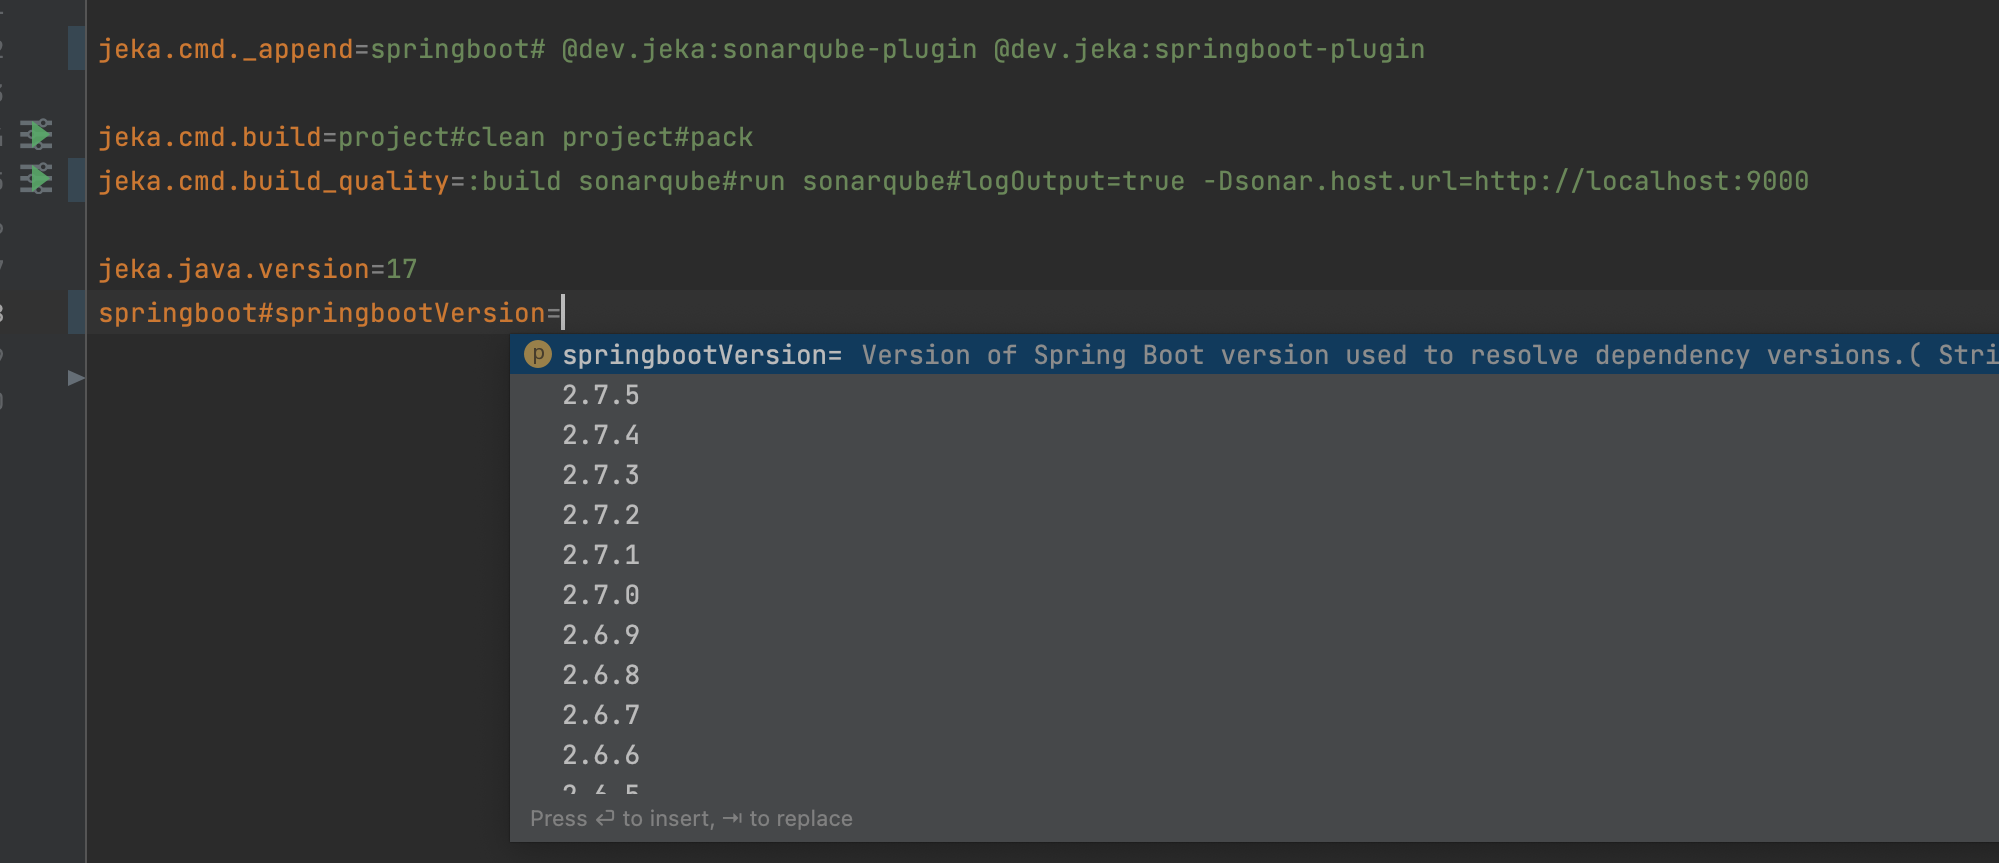 jeka.cmd._append=springboot# @dev.jeka:sonarqube-plugin @dev.jeka:springboot-plugin
jeka.cmd.build=project#clean project#pack
jeka.cmd.build_quality=:build sonarqube#run sonarqube#logOutput=true -Dsonar.host.url=http://localhost:9000
jeka.java.version=17
springboot#springbootVersion=
p springbootVersion= Version of Spring Boot version used to resolve dependency versions.( Stri
2.7.5
2.7.4
2.7.3
2.7.2
2.7.1
2.7.0
2.6.9
2.6.8
2.6.7
2.6.6
2.6.5
Press ⏎ to insert, ⇥ to replace